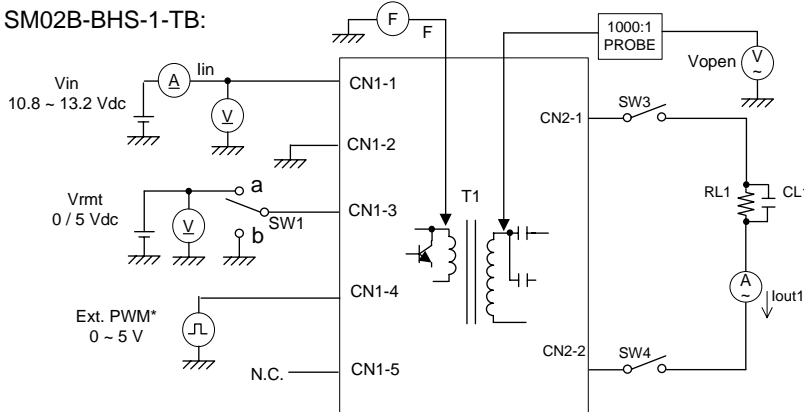 SM02B-BHS-1-TB:
F
F
1000:1
PROBE
Vopen
V
~
Vin
10.8 ~ 13.2 Vdc
A
Iin
V
CN1-1
CN2-1
SW3
CN1-2
Vrmt
0 / 5 Vdc
V
a
b
SW1
CN1-3
T1
RL1
CL1
Ext. PWM*
0 ~ 5 V
CN1-4
A
~
Iout1
N.C.
CN1-5
CN2-2
SW4